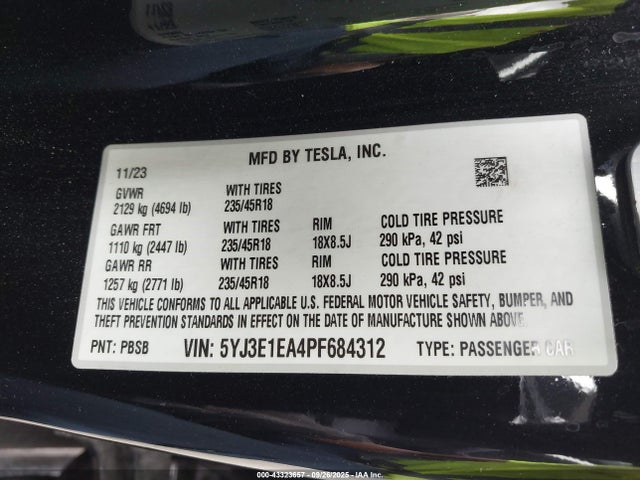 MFD BY TESLA, INC.
11/23
GVWR WITH TIRES
2129 kg (4694 lb) 235/45R18
GAWR FRT WITH TIRES RIM COLD TIRE PRESSURE
1110 kg (2447 lb) 235/45R18 18X8.5J 290 kPa, 42 psi
GAWR RR WITH TIRES RIM COLD TIRE PRESSURE
1257 kg (2771 lb) 235/45R18 18X8.5J 290 kPa, 42 psi
THIS VEHICLE CONFORMS TO ALL APPLICABLE U.S. FEDERAL MOTOR VEHICLE SAFETY, BUMPER, AND
THEFT PREVENTION STANDARDS IN EFFECT ON THE DATE OF MANUFACTURE SHOWN ABOVE.
PNT: PBSB VIN: 5YJ3E1EA4PF684312 TYPE: PASSENGER CAR
000-43323657 - 09/26/2025 - IAAI.COM